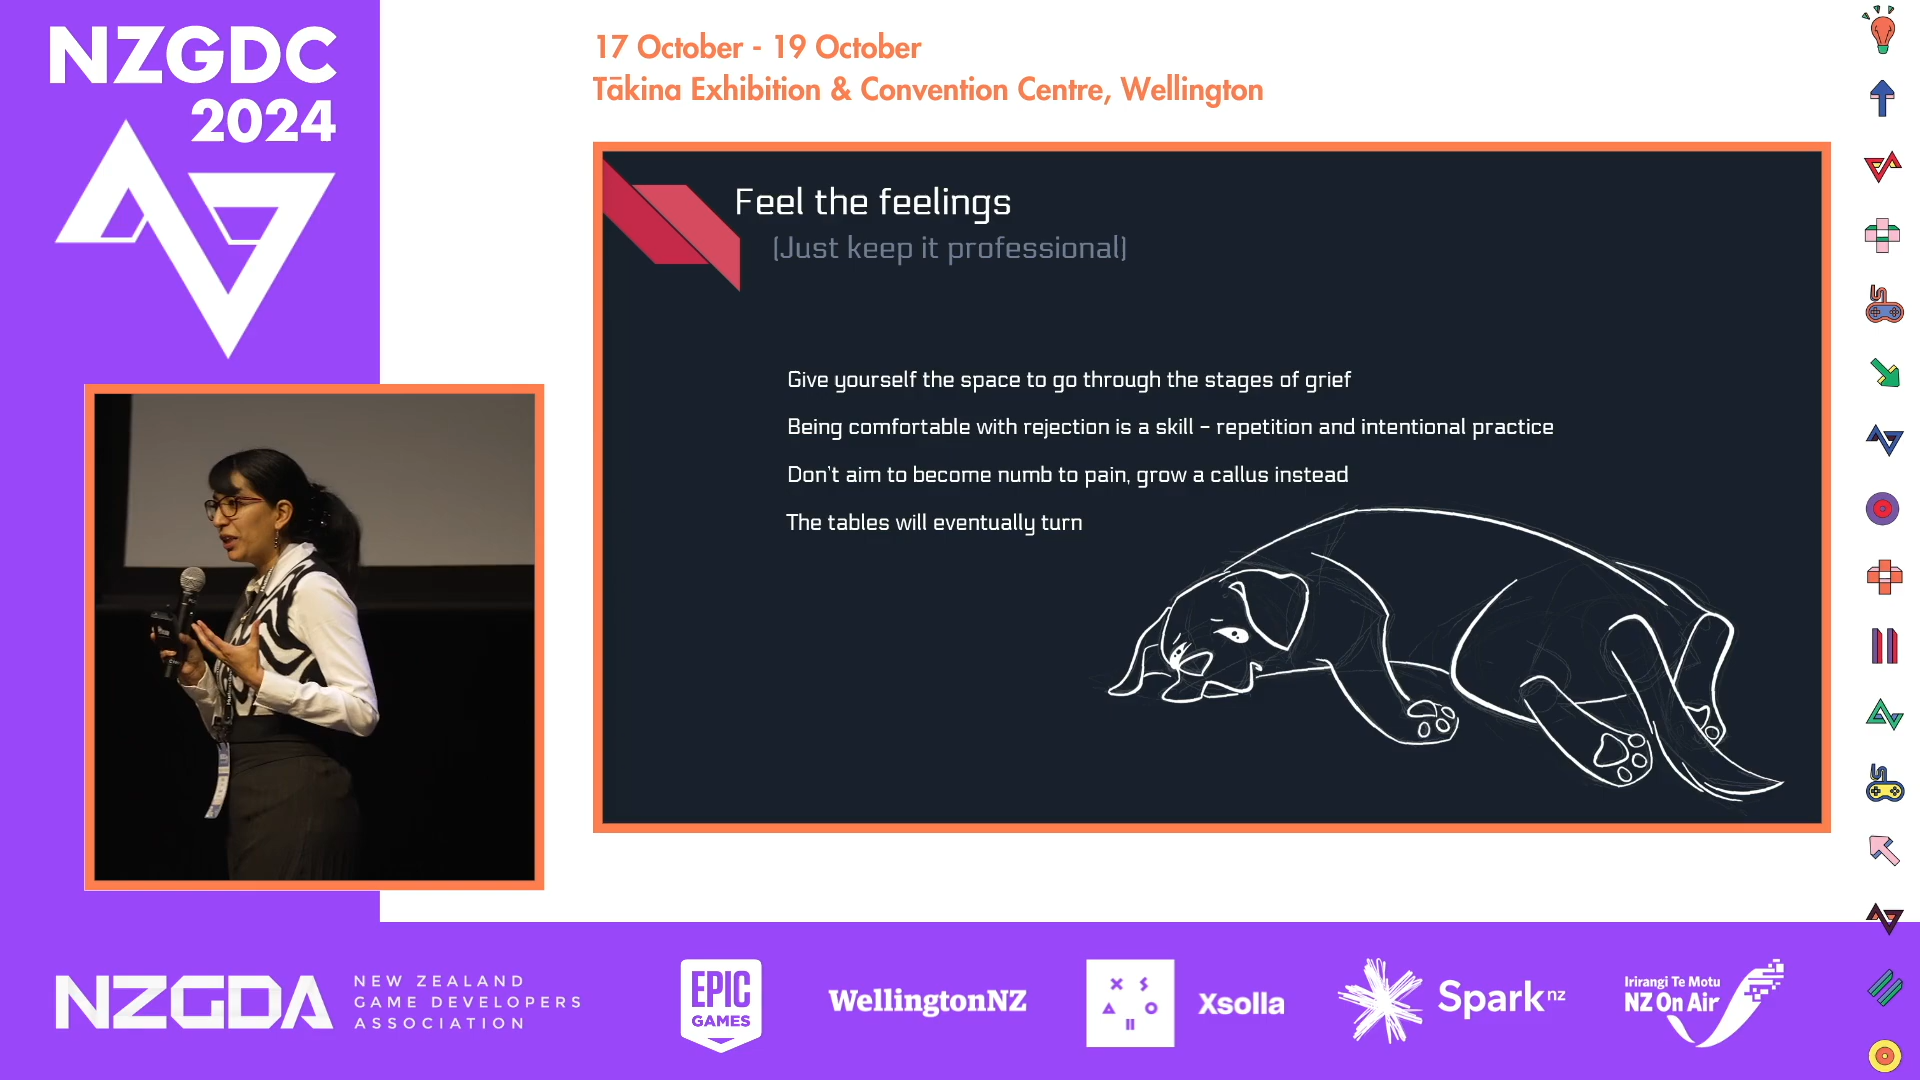 NZGDC
2024
17 October - 19 October
Tākina Exhibition & Convention Centre, Wellington
Feel the feelings
(Just keep it professional)
Give yourself the space to go through the stages of grief
Being comfortable with rejection is a skill – repetition and intentional practice
Don't aim to become numb to pain, grow a callus instead
The tables will eventually turn
NZGDA
NEW ZEALAND
GAME DEVELOPERS
ASSOCIATION
EPIC
GAMES
WellingtonNZ
Xsolla
Spark nz
Irirangi Te Motu
NZ On Air